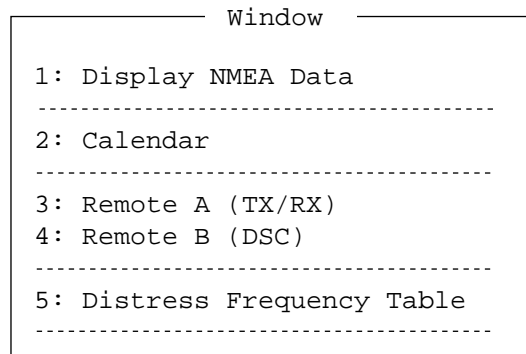 Window
1: Display NMEA Data
2: Calendar
3: Remote A (TX/RX)
4: Remote B (DSC)
5: Distress Frequency Table